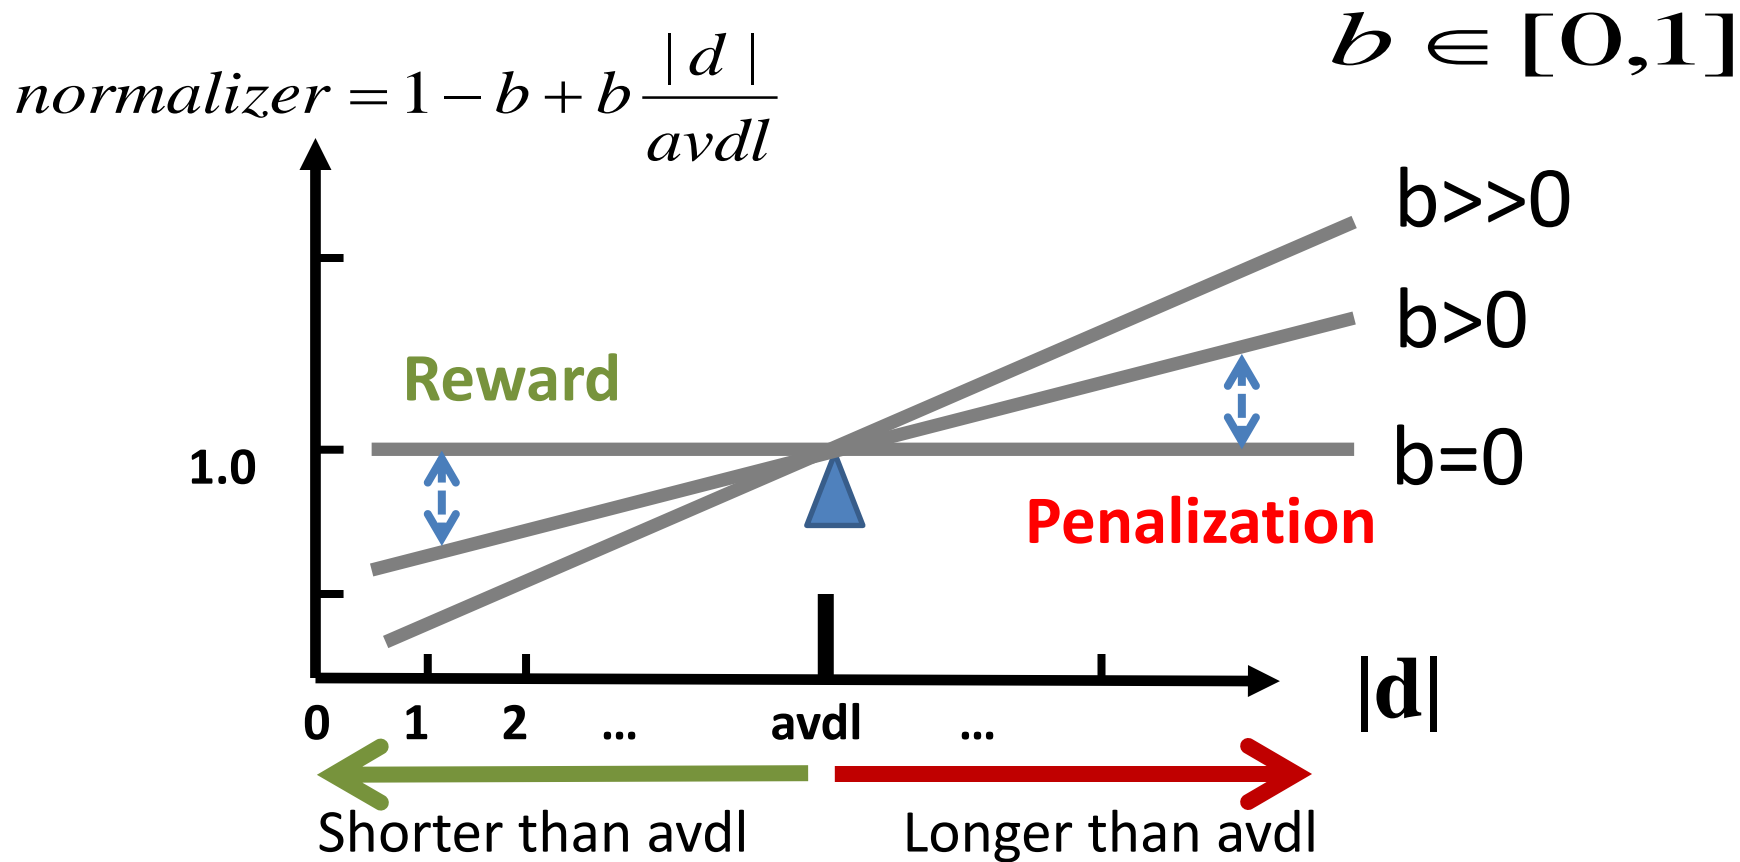 normalizer = 1 − b + b |d| / avdl
b ∈ [0,1]
b>>0
b>0
Reward
1.0
b=0
Penalization
|d|
0 1 2 ... avdl ...
Shorter than avdl Longer than avdl